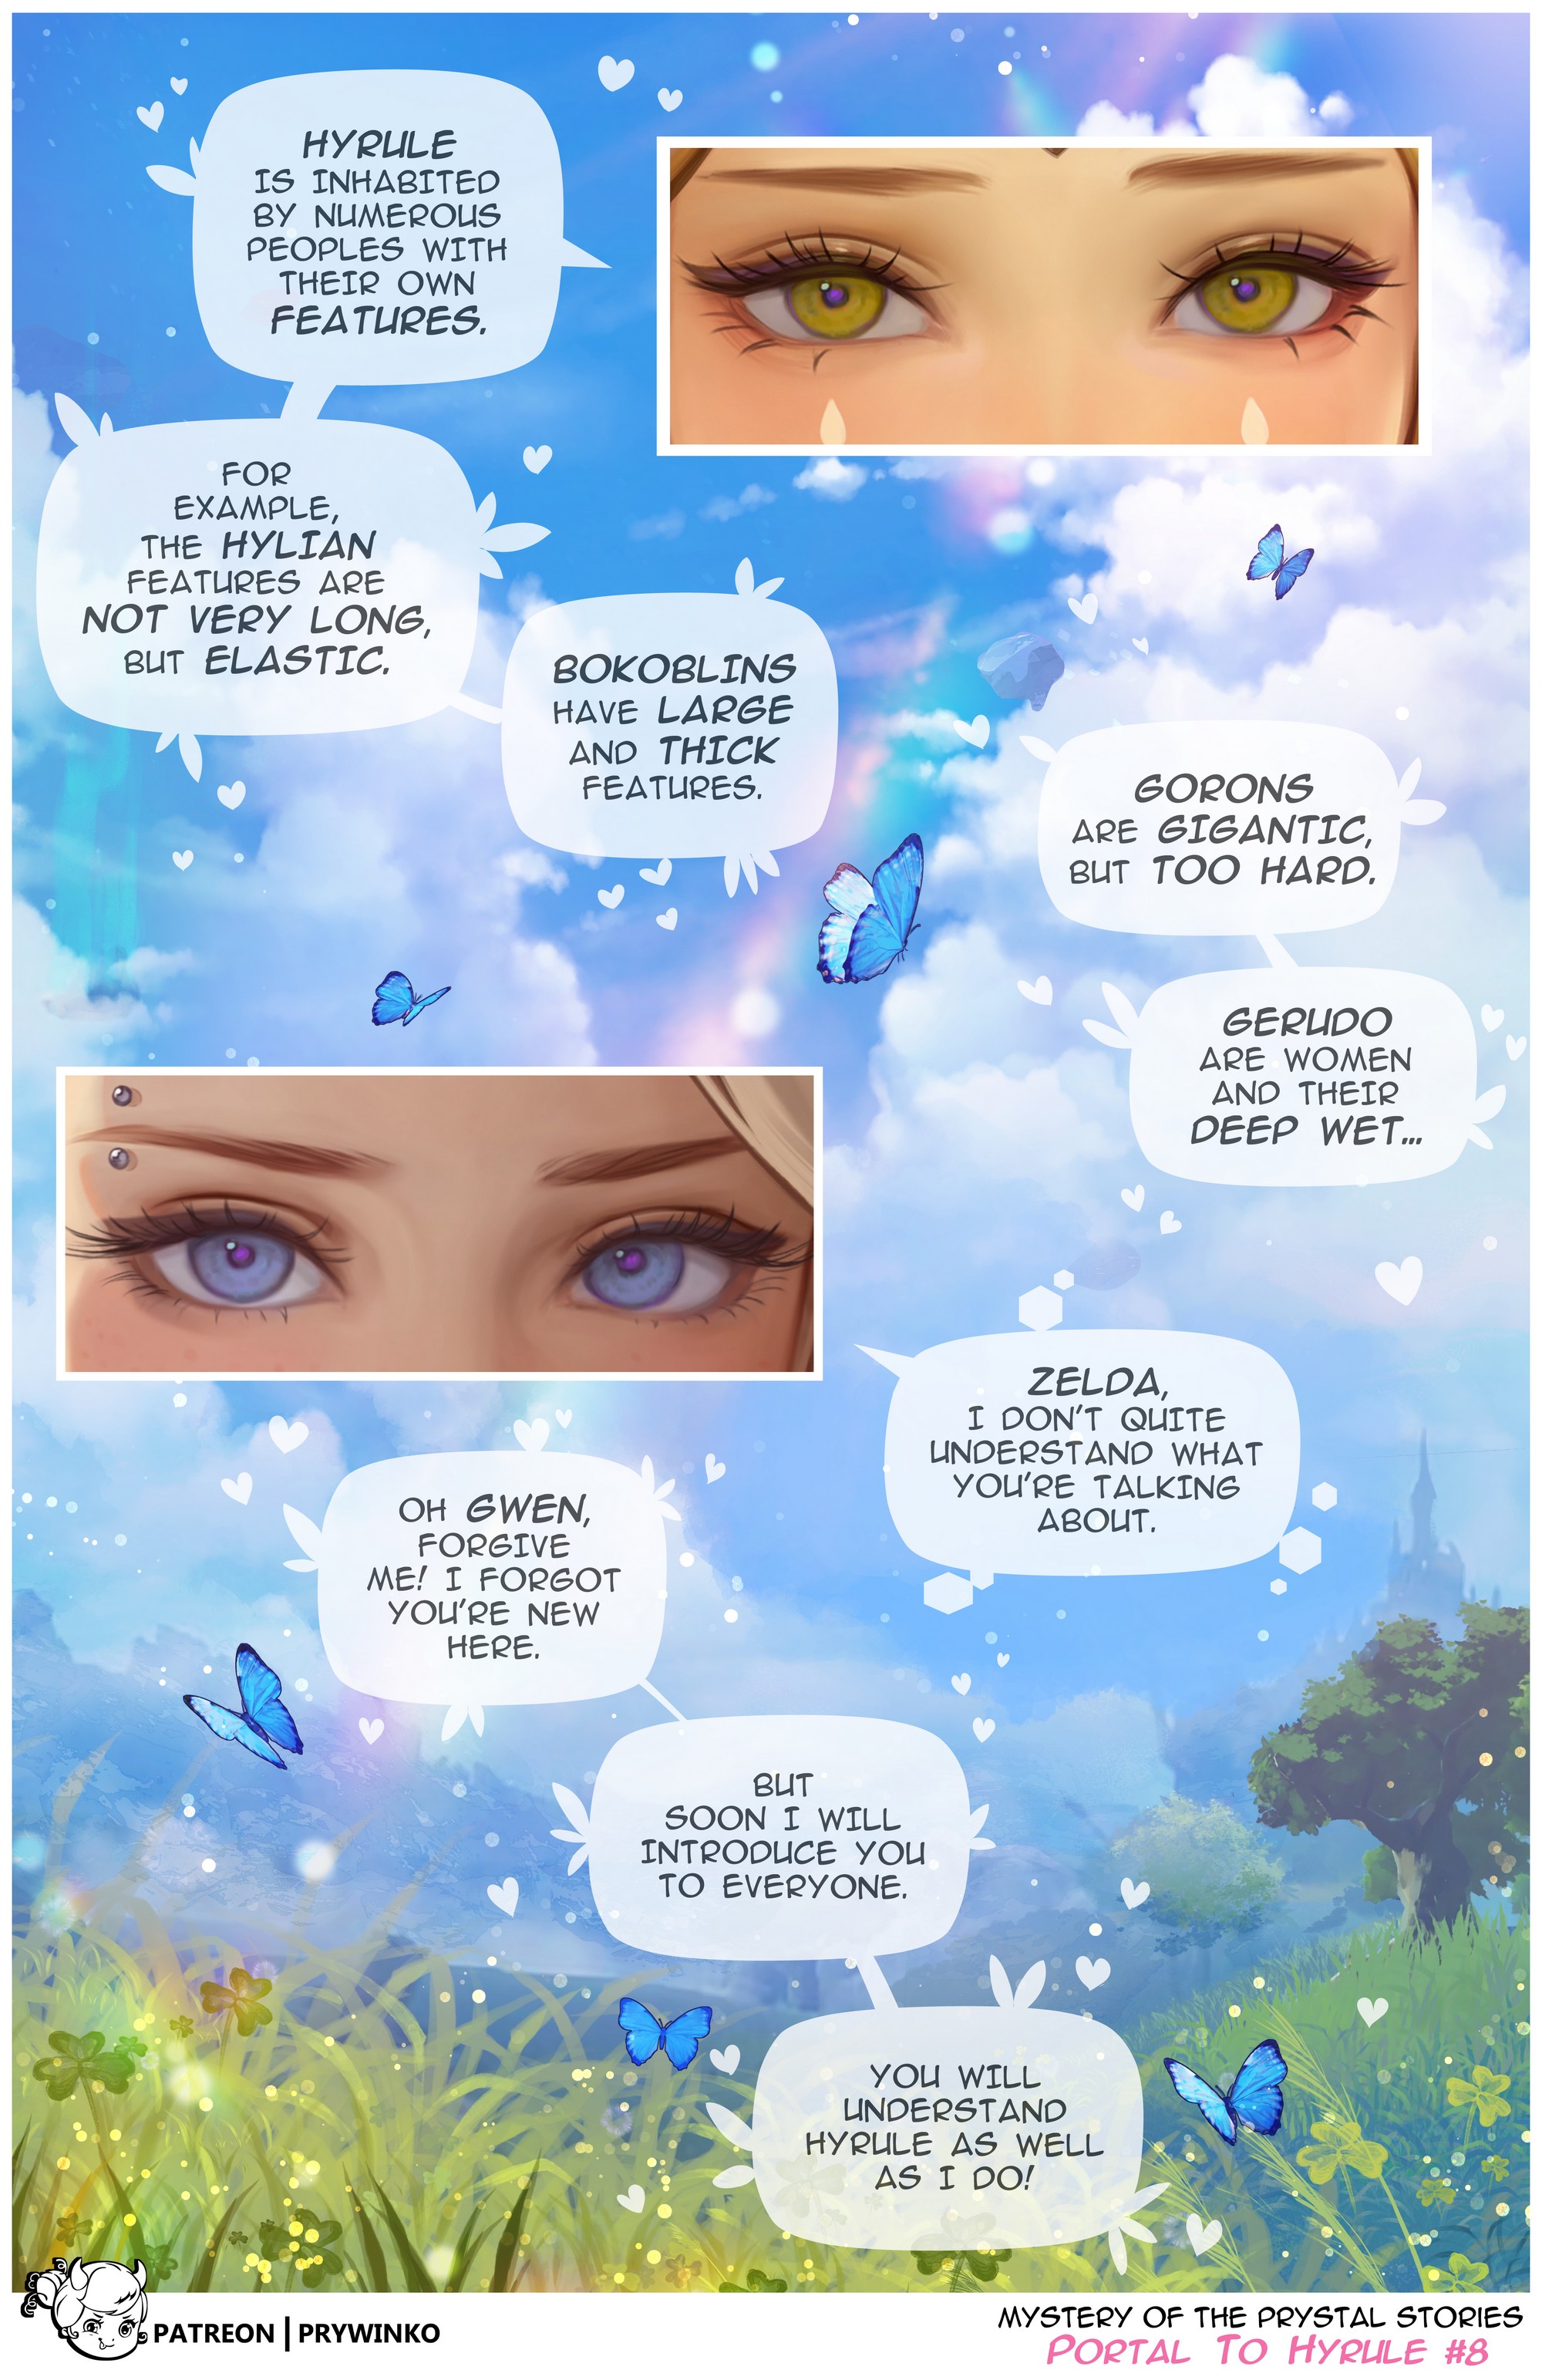 HYRULE
IS INHABITED
BY NUMEROUS
PEOPLES WITH
THEIR OWN
FEATURES.
FOR
EXAMPLE,
THE HYLIAN
FEATURES ARE
NOT VERY LONG,
BUT ELASTIC.
BOKOBLINS
HAVE LARGE
AND THICK
FEATURES.
GORONS
ARE GIGANTIC,
BUT TOO HARD.
GERUDO
ARE WOMEN
AND THEIR
DEEP WET...
ZELDA,
I DON'T QUITE
UNDERSTAND WHAT
YOU'RE TALKING
ABOUT.
OH GWEN,
FORGIVE
ME! I FORGOT
YOU'RE NEW
HERE.
BUT
SOON I WILL
INTRODUCE YOU
TO EVERYONE.
YOU WILL
UNDERSTAND
HYRULE AS WELL
AS I DO!
PATREON | PRYWINKO
MYSTERY OF THE PRYSTAL STORIES
PORTAL TO HYRULE #8